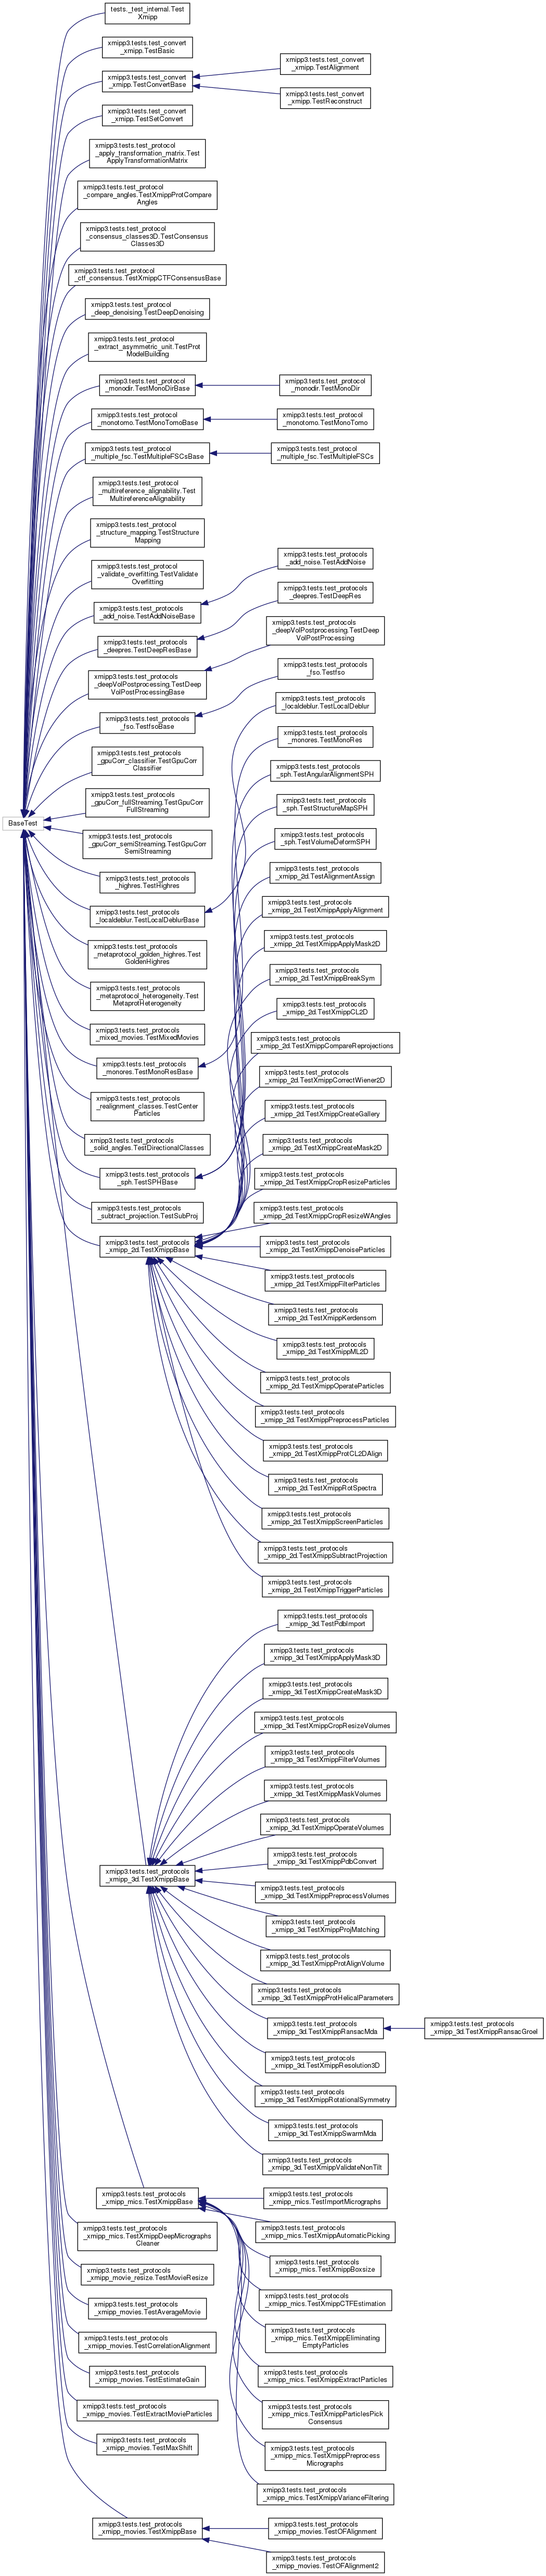 tests._test_internal.Test
Xmipp
xmipp3.tests.test_convert
_xmipp.TestBasic
xmipp3.tests.test_convert
_xmipp.TestConvertBase
xmipp3.tests.test_convert
_xmipp.TestAlignment
xmipp3.tests.test_convert
_xmipp.TestReconstruct
xmipp3.tests.test_convert
_xmipp.TestSetConvert
xmipp3.tests.test_protocol
_apply_transformation_matrix.Test
ApplyTransformationMatrix
xmipp3.tests.test_protocol
_compare_angles.TestXmippProtCompare
Angles
xmipp3.tests.test_protocol
_consensus_classes3D.TestConsensus
Classes3D
xmipp3.tests.test_protocol
_ctf_consensus.TestXmippCTFConsensusBase
xmipp3.tests.test_protocol
_deep_denoising.TestDeepDenoising
xmipp3.tests.test_protocol
_extract_asymmetric_unit.TestProt
ModelBuilding
xmipp3.tests.test_protocol
_monodir.TestMonoDirBase
xmipp3.tests.test_protocol
_monodir.TestMonoDir
xmipp3.tests.test_protocol
_monotomo.TestMonoTomoBase
xmipp3.tests.test_protocol
_monotomo.TestMonoTomo
xmipp3.tests.test_protocol
_multiple_fsc.TestMultipleFSCsBase
xmipp3.tests.test_protocol
_multiple_fsc.TestMultipleFSCs
xmipp3.tests.test_protocol
_multireference_alignability.Test
MultireferenceAlignability
xmipp3.tests.test_protocol
_structure_mapping.TestStructure
Mapping
xmipp3.tests.test_protocol
_validate_overfitting.TestValidate
Overfitting
xmipp3.tests.test_protocols
_add_noise.TestAddNoiseBase
xmipp3.tests.test_protocols
_add_noise.TestAddNoise
xmipp3.tests.test_protocols
_deepres.TestDeepResBase
xmipp3.tests.test_protocols
_deepres.TestDeepRes
xmipp3.tests.test_protocols
_deepVolPostprocessing.TestDeep
VolPostProcessingBase
xmipp3.tests.test_protocols
_deepVolPostprocessing.TestDeep
VolPostProcessing
xmipp3.tests.test_protocols
_fso.TestfsoBase
xmipp3.tests.test_protocols
_fso.Testfso
xmipp3.tests.test_protocols
_gpuCorr_classifier.TestGpuCorr
Classifier
xmipp3.tests.test_protocols
_gpuCorr_fullStreaming.TestGpuCorr
FullStreaming
BaseTest
xmipp3.tests.test_protocols
_gpuCorr_semiStreaming.TestGpuCorr
SemiStreaming
xmipp3.tests.test_protocols
_highres.TestHighres
xmipp3.tests.test_protocols
_localdeblur.TestLocalDeblurBase
xmipp3.tests.test_protocols
_metaprotocol_golden_highres.Test
GoldenHighres
xmipp3.tests.test_protocols
_metaprotocol_heterogeneity.Test
MetaprotHeterogeneity
xmipp3.tests.test_protocols
_mixed_movies.TestMixedMovies
xmipp3.tests.test_protocols
_monores.TestMonoResBase
xmipp3.tests.test_protocols
_realignment_classes.TestCenter
Particles
xmipp3.tests.test_protocols
_solid_angles.TestDirectionalClasses
xmipp3.tests.test_protocols
_sph.TestSPHBase
xmipp3.tests.test_protocols
_subtract_projection.TestSubProj
xmipp3.tests.test_protocols
_xmipp_2d.TestXmippBase
xmipp3.tests.test_protocols
_localdeblur.TestLocalDeblur
xmipp3.tests.test_protocols
_monores.TestMonoRes
xmipp3.tests.test_protocols
_sph.TestAngularAlignmentSPH
xmipp3.tests.test_protocols
_sph.TestStructureMapSPH
xmipp3.tests.test_protocols
_sph.TestVolumeDeformSPH
xmipp3.tests.test_protocols
_xmipp_2d.TestAlignmentAssign
xmipp3.tests.test_protocols
_xmipp_2d.TestXmippApplyAlignment
xmipp3.tests.test_protocols
_xmipp_2d.TestXmippApplyMask2D
xmipp3.tests.test_protocols
_xmipp_2d.TestXmippBreakSym
xmipp3.tests.test_protocols
_xmipp_2d.TestXmippCL2D
xmipp3.tests.test_protocols
_xmipp_2d.TestXmippCompareReprojections
xmipp3.tests.test_protocols
_xmipp_2d.TestXmippCorrectWiener2D
xmipp3.tests.test_protocols
_xmipp_2d.TestXmippCreateGallery
xmipp3.tests.test_protocols
_xmipp_2d.TestXmippCreateMask2D
xmipp3.tests.test_protocols
_xmipp_2d.TestXmippCropResizeParticles
xmipp3.tests.test_protocols
_xmipp_2d.TestXmippCropResizeWAngles
xmipp3.tests.test_protocols
_xmipp_2d.TestXmippDenoiseParticles
xmipp3.tests.test_protocols
_xmipp_2d.TestXmippFilterParticles
xmipp3.tests.test_protocols
_xmipp_2d.TestXmippKerdensom
xmipp3.tests.test_protocols
_xmipp_2d.TestXmippML2D
xmipp3.tests.test_protocols
_xmipp_2d.TestXmippOperateParticles
xmipp3.tests.test_protocols
_xmipp_2d.TestXmippPreprocessParticles
xmipp3.tests.test_protocols
_xmipp_2d.TestXmippProtCL2DAlign
xmipp3.tests.test_protocols
_xmipp_2d.TestXmippRotSpectra
xmipp3.tests.test_protocols
_xmipp_2d.TestXmippScreenParticles
xmipp3.tests.test_protocols
_xmipp_2d.TestXmippSubtractProjection
xmipp3.tests.test_protocols
_xmipp_2d.TestXmippTriggerParticles
xmipp3.tests.test_protocols
_xmipp_3d.TestPdbImport
xmipp3.tests.test_protocols
_xmipp_3d.TestXmippApplyMask3D
xmipp3.tests.test_protocols
_xmipp_3d.TestXmippCreateMask3D
xmipp3.tests.test_protocols
_xmipp_3d.TestXmippCropResizeVolumes
xmipp3.tests.test_protocols
_xmipp_3d.TestXmippFilterVolumes
xmipp3.tests.test_protocols
_xmipp_3d.TestXmippMaskVolumes
xmipp3.tests.test_protocols
_xmipp_3d.TestXmippOperateVolumes
xmipp3.tests.test_protocols
_xmipp_3d.TestXmippBase
xmipp3.tests.test_protocols
_xmipp_3d.TestXmippPdbConvert
xmipp3.tests.test_protocols
_xmipp_3d.TestXmippPreprocessVolumes
xmipp3.tests.test_protocols
_xmipp_3d.TestXmippProjMatching
xmipp3.tests.test_protocols
_xmipp_3d.TestXmippProtAlignVolume
xmipp3.tests.test_protocols
_xmipp_3d.TestXmippProtHelicalParameters
xmipp3.tests.test_protocols
_xmipp_3d.TestXmippRansacMda
xmipp3.tests.test_protocols
_xmipp_3d.TestXmippRansacGroel
xmipp3.tests.test_protocols
_xmipp_3d.TestXmippResolution3D
xmipp3.tests.test_protocols
_xmipp_3d.TestXmippRotationalSymmetry
xmipp3.tests.test_protocols
_xmipp_3d.TestXmippSwarmMda
xmipp3.tests.test_protocols
_xmipp_3d.TestXmippValidateNonTilt
xmipp3.tests.test_protocols
_xmipp_mics.TestXmippBase
xmipp3.tests.test_protocols
_xmipp_mics.TestImportMicrographs
xmipp3.tests.test_protocols
_xmipp_mics.TestXmippDeepMicrographs
Cleaner
xmipp3.tests.test_protocols
_xmipp_mics.TestXmippAutomaticPicking
xmipp3.tests.test_protocols
_xmipp_movie_resize.TestMovieResize
xmipp3.tests.test_protocols
_xmipp_mics.TestXmippBoxsize
xmipp3.tests.test_protocols
_xmipp_movies.TestAverageMovie
xmipp3.tests.test_protocols
_xmipp_mics.TestXmippCTFEstimation
xmipp3.tests.test_protocols
_xmipp_movies.TestCorrelationAlignment
xmipp3.tests.test_protocols
_xmipp_mics.TestXmippEliminating
EmptyParticles
xmipp3.tests.test_protocols
_xmipp_movies.TestEstimateGain
xmipp3.tests.test_protocols
_xmipp_mics.TestXmippExtractParticles
xmipp3.tests.test_protocols
_xmipp_movies.TestExtractMovieParticles
xmipp3.tests.test_protocols
_xmipp_mics.TestXmippParticlesPick
Consensus
xmipp3.tests.test_protocols
_xmipp_movies.TestMaxShift
xmipp3.tests.test_protocols
_xmipp_mics.TestXmippPreprocess
Micrographs
xmipp3.tests.test_protocols
_xmipp_mics.TestXmippVarianceFiltering
xmipp3.tests.test_protocols
_xmipp_movies.TestXmippBase
xmipp3.tests.test_protocols
_xmipp_movies.TestOFAlignment
xmipp3.tests.test_protocols
_xmipp_movies.TestOFAlignment2